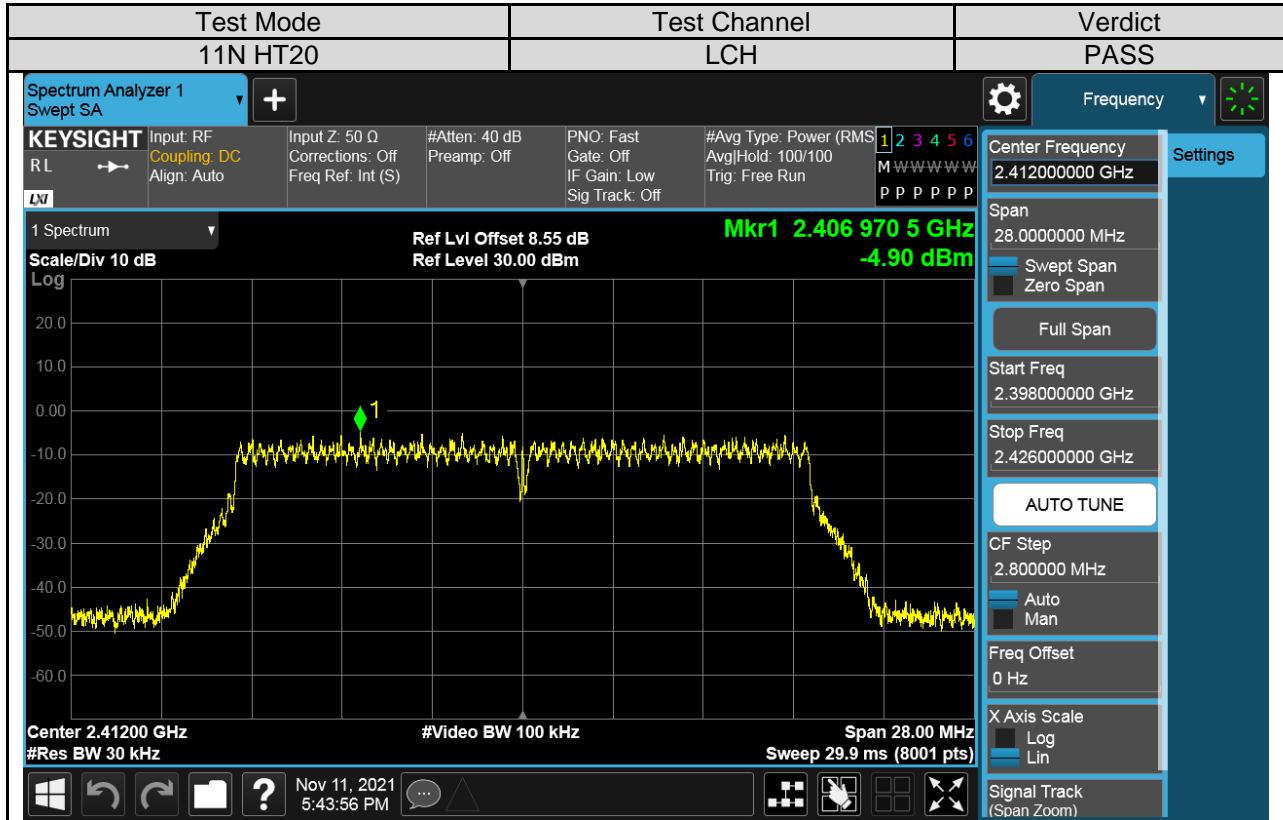 Test Mode Test Channel Verdict
11N HT20 LCH PASS
Spectrum Analyzer 1
Swept SA
Frequency
KEYSIGHT
R L
LXI
Input: RF
Coupling: DC
Align: Auto
Input Z: 50 Ω
Corrections: Off
Freq Ref: Int (S)
#Atten: 40 dB
Preamp: Off
PNO: Fast
Gate: Off
IF Gain: Low
Sig Track: Off
#Avg Type: Power (RMS
Avg|Hold: 100/100
Trig: Free Run
1 2 3 4 5 6
M W W W W W
P P P P P P
1 Spectrum
Scale/Div 10 dB
Ref Lvl Offset 8.55 dB
Ref Level 30.00 dBm
Mkr1 2.406 970 5 GHz
-4.90 dBm
Log
20.0
10.0
0.00
-10.0
-20.0
-30.0
-40.0
-50.0
-60.0
1
Center 2.41200 GHz
#Res BW 30 kHz
#Video BW 100 kHz
Span 28.00 MHz
Sweep 29.9 ms (8001 pts)
Center Frequency
2.412000000 GHz
Settings
Span
28.0000000 MHz
Swept Span
Zero Span
Full Span
Start Freq
2.398000000 GHz
Stop Freq
2.426000000 GHz
AUTO TUNE
CF Step
2.800000 MHz
Auto
Man
Freq Offset
0 Hz
X Axis Scale
Log
Lin
Signal Track
(Span Zoom)
?
Nov 11, 2021
5:43:56 PM